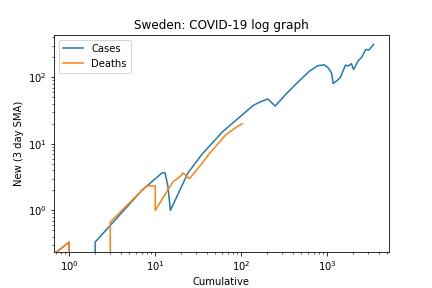 Sweden: COVID-19 log graph
Cases
Deaths
New (3 day SMA)
10²
10¹
10⁰
10⁰ 10¹ 10² 10³
Cumulative